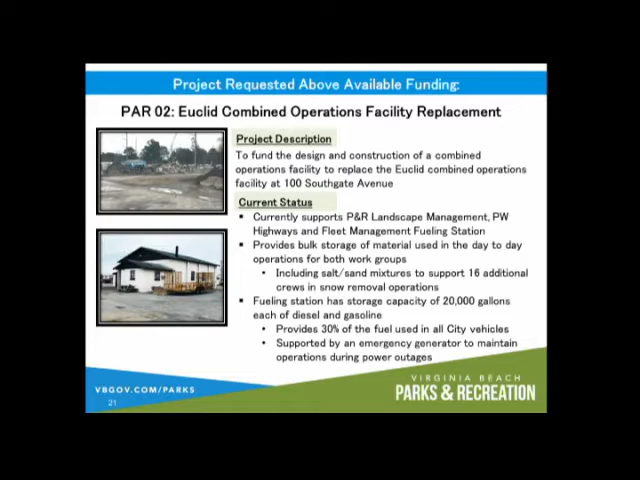 Project Requested Above Available Funding:
PAR 02: Euclid Combined Operations Facility Replacement
Project Description
To fund the design and construction of a combined
operations facility to replace the Euclid combined operations
facility at 100 Southgate Avenue
Current Status
▪ Currently supports P&R Landscape Management, PW
Highways and Fleet Management Fueling Station
▪ Provides bulk storage of material used in the day to day
operations for both work groups
▪ Including salt/sand mixtures to support 16 additional
crews in snow removal operations
▪ Fueling station has storage capacity of 20,000 gallons
each of diesel and gasoline
▪ Provides 30% of the fuel used in all City vehicles
▪ Supported by an emergency generator to maintain
operations during power outages
VBGOV.COM/PARKS
21
VIRGINIA BEACH
PARKS & RECREATION